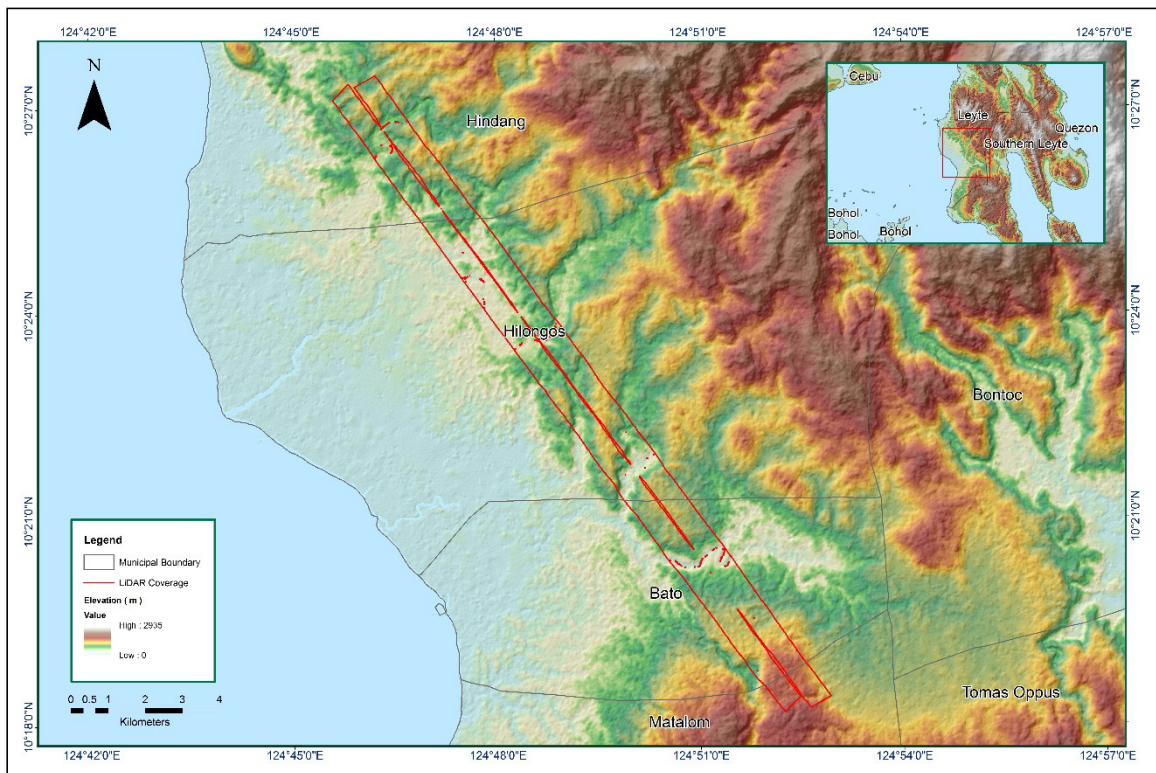 124°42'0"E
124°45'0"E
124°48'0"E
124°51'0"E
124°54'0"E
124°57'0"E
N
10°27'0"N
10°27'0"N
Hindang
Cebu
Leyte
Quezon
Southern Leyte
Bohol
Bohol
Bohol
10°24'0"N
10°24'0"N
Hilongos
Bontoc
10°21'0"N
10°21'0"N
Bato
Legend
Municipal Boundary
LiDAR Coverage
Elevation ( m )
Value
High : 2935
Low : 0
0 0.5 1 2 3 4
Kilometers
Tomas Oppus
Matalom
10°18'0"N
10°18'0"N
124°42'0"E
124°45'0"E
124°48'0"E
124°51'0"E
124°54'0"E
124°57'0"E